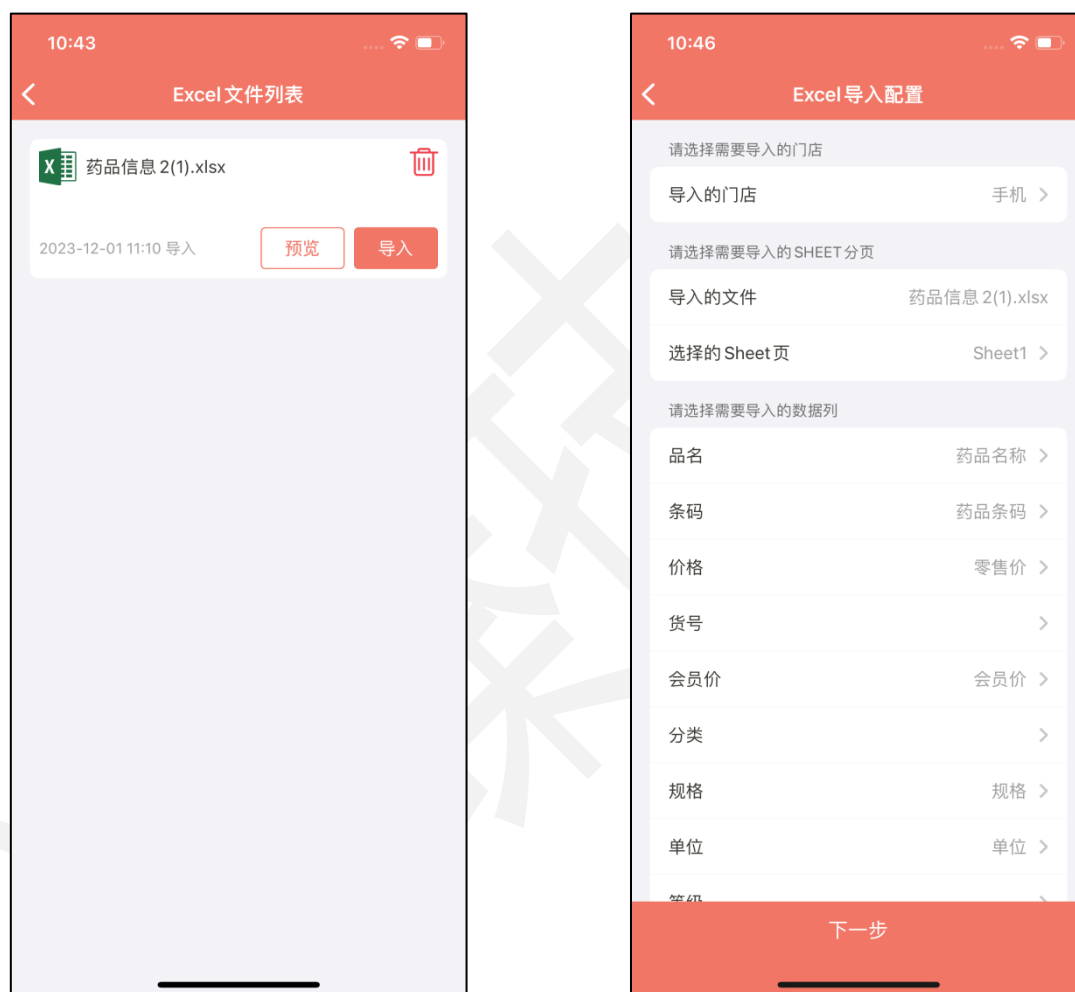 10:43
Excel文件列表
药品信息 2(1).xlsx
2023-12-01 11:10 导入
预览
导入
10:46
Excel导入配置
请选择需要导入的门店
导入的门店
手机
请选择需要导入的SHEET分页
导入的文件
药品信息 2(1).xlsx
选择的Sheet页
Sheet1
请选择需要导入的数据列
品名
药品名称
条码
药品条码
价格
零售价
货号
会员价
会员价
分类
规格
规格
单位
单位
等级
下一步